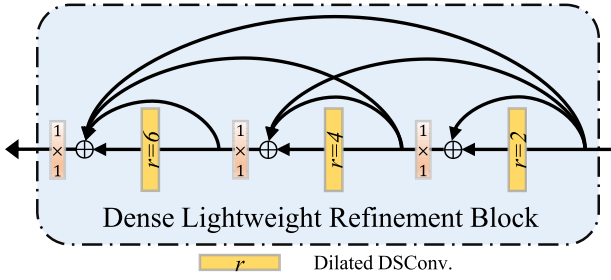 1×1 r=6 1×1 r=4 1×1 r=2
Dense Lightweight Refinement Block
r Dilated DSConv.